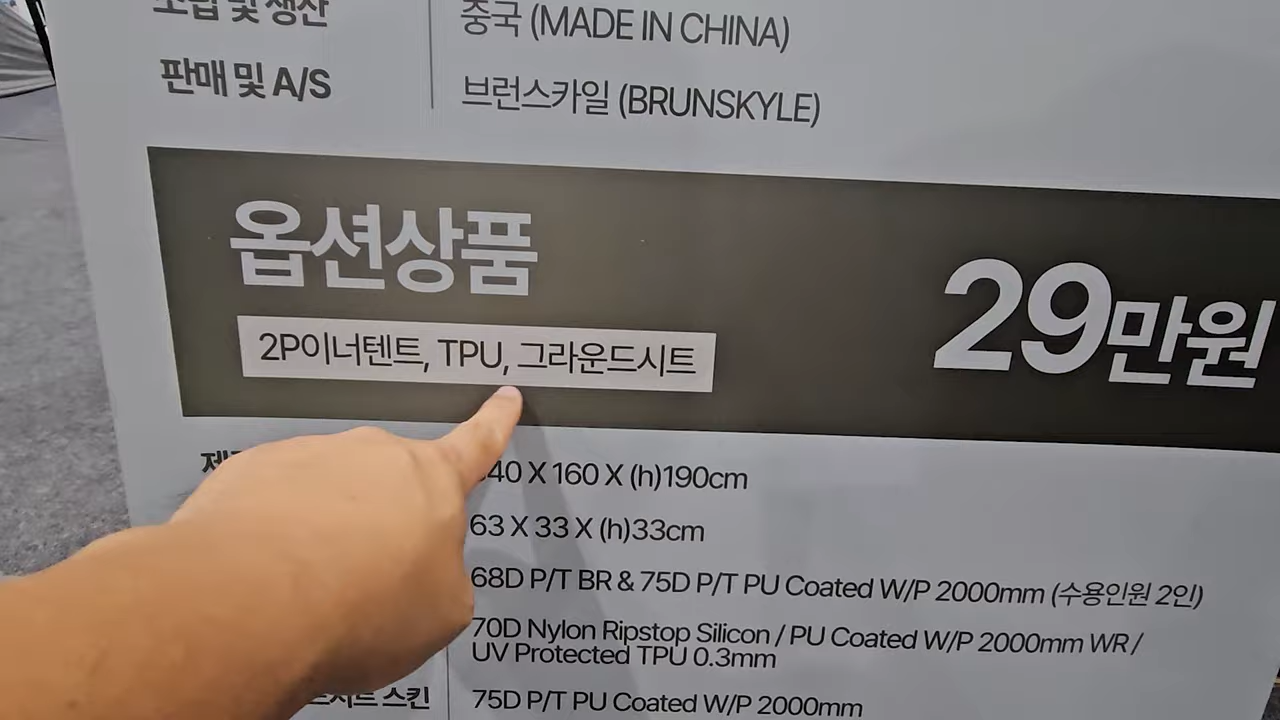 조립 및 생산
중국 (MADE IN CHINA)
판매 및 A/S
브런스카일 (BRUNSKYLE)
옵션상품
29만원
2P이너텐트, TPU, 그라운드시트
40 X 160 X (h)190cm
63 X 33 X (h)33cm
68D P/T BR & 75D P/T PU Coated W/P 2000mm (수용인원 2인)
70D Nylon Ripstop Silicon / PU Coated W/P 2000mm WR /
UV Protected TPU 0.3mm
스킨
75D P/T PU Coated W/P 2000mm